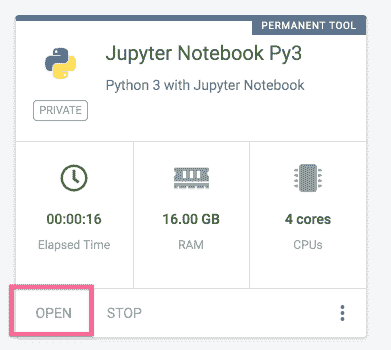 PERMANENT TOOL
Jupyter Notebook Py3
Python 3 with Jupyter Notebook
PRIVATE
00:00:16
Elapsed Time
16.00 GB
RAM
4 cores
CPUs
OPEN
STOP